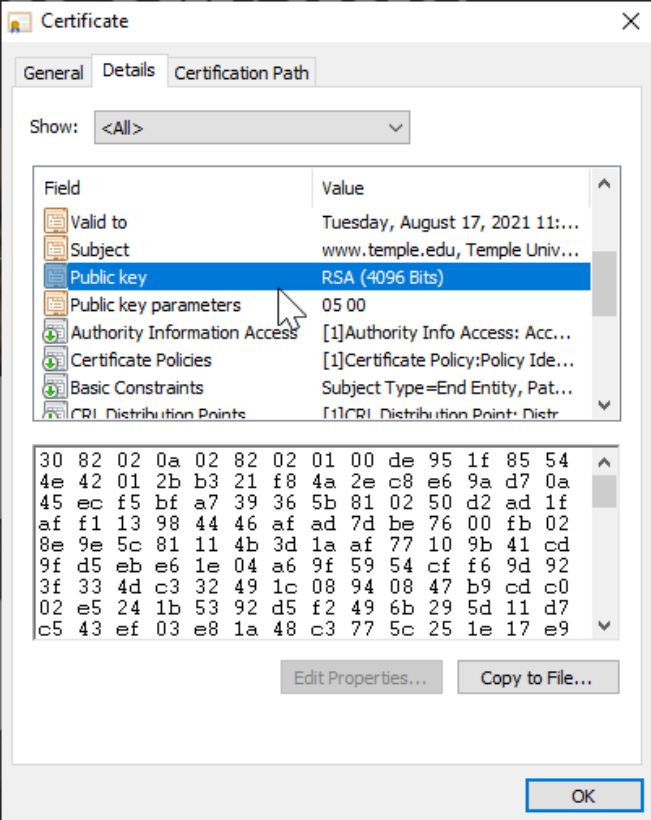 Certificate
General Details Certification Path
Show: <All>
Field Value
Valid to Tuesday, August 17, 2021 11:...
Subject www.temple.edu, Temple Univ...
Public key RSA (4096 Bits)
Public key parameters 05 00
Authority Information Access [1]Authority Info Access: Acc...
Certificate Policies [1]Certificate Policy:Policy Ide...
Basic Constraints Subject Type=End Entity, Pat...
CRL Distribution Points [1]CRL Distribution Point: Distr
30 82 02 0a 02 82 02 01 00 de 95 1f 85 54
4e 42 01 2b b3 21 f8 4a 2e c8 e6 9a d7 0a
45 ec f5 bf a7 39 36 5b 81 02 50 d2 ad 1f
af f1 13 98 44 46 af ad 7d be 76 00 fb 02
8e 9e 5c 81 11 4b 3d 1a af 77 10 9b 41 cd
9f d5 eb e6 1e 04 a6 9f 59 54 cf f6 9d 92
3f 33 4d c3 32 49 1c 08 94 08 47 b9 cd c0
02 e5 24 1b 53 92 d5 f2 49 6b 29 5d 11 d7
c5 43 ef 03 e8 1a 48 c3 77 5c 25 1e 17 e9
Edit Properties... Copy to File...
OK